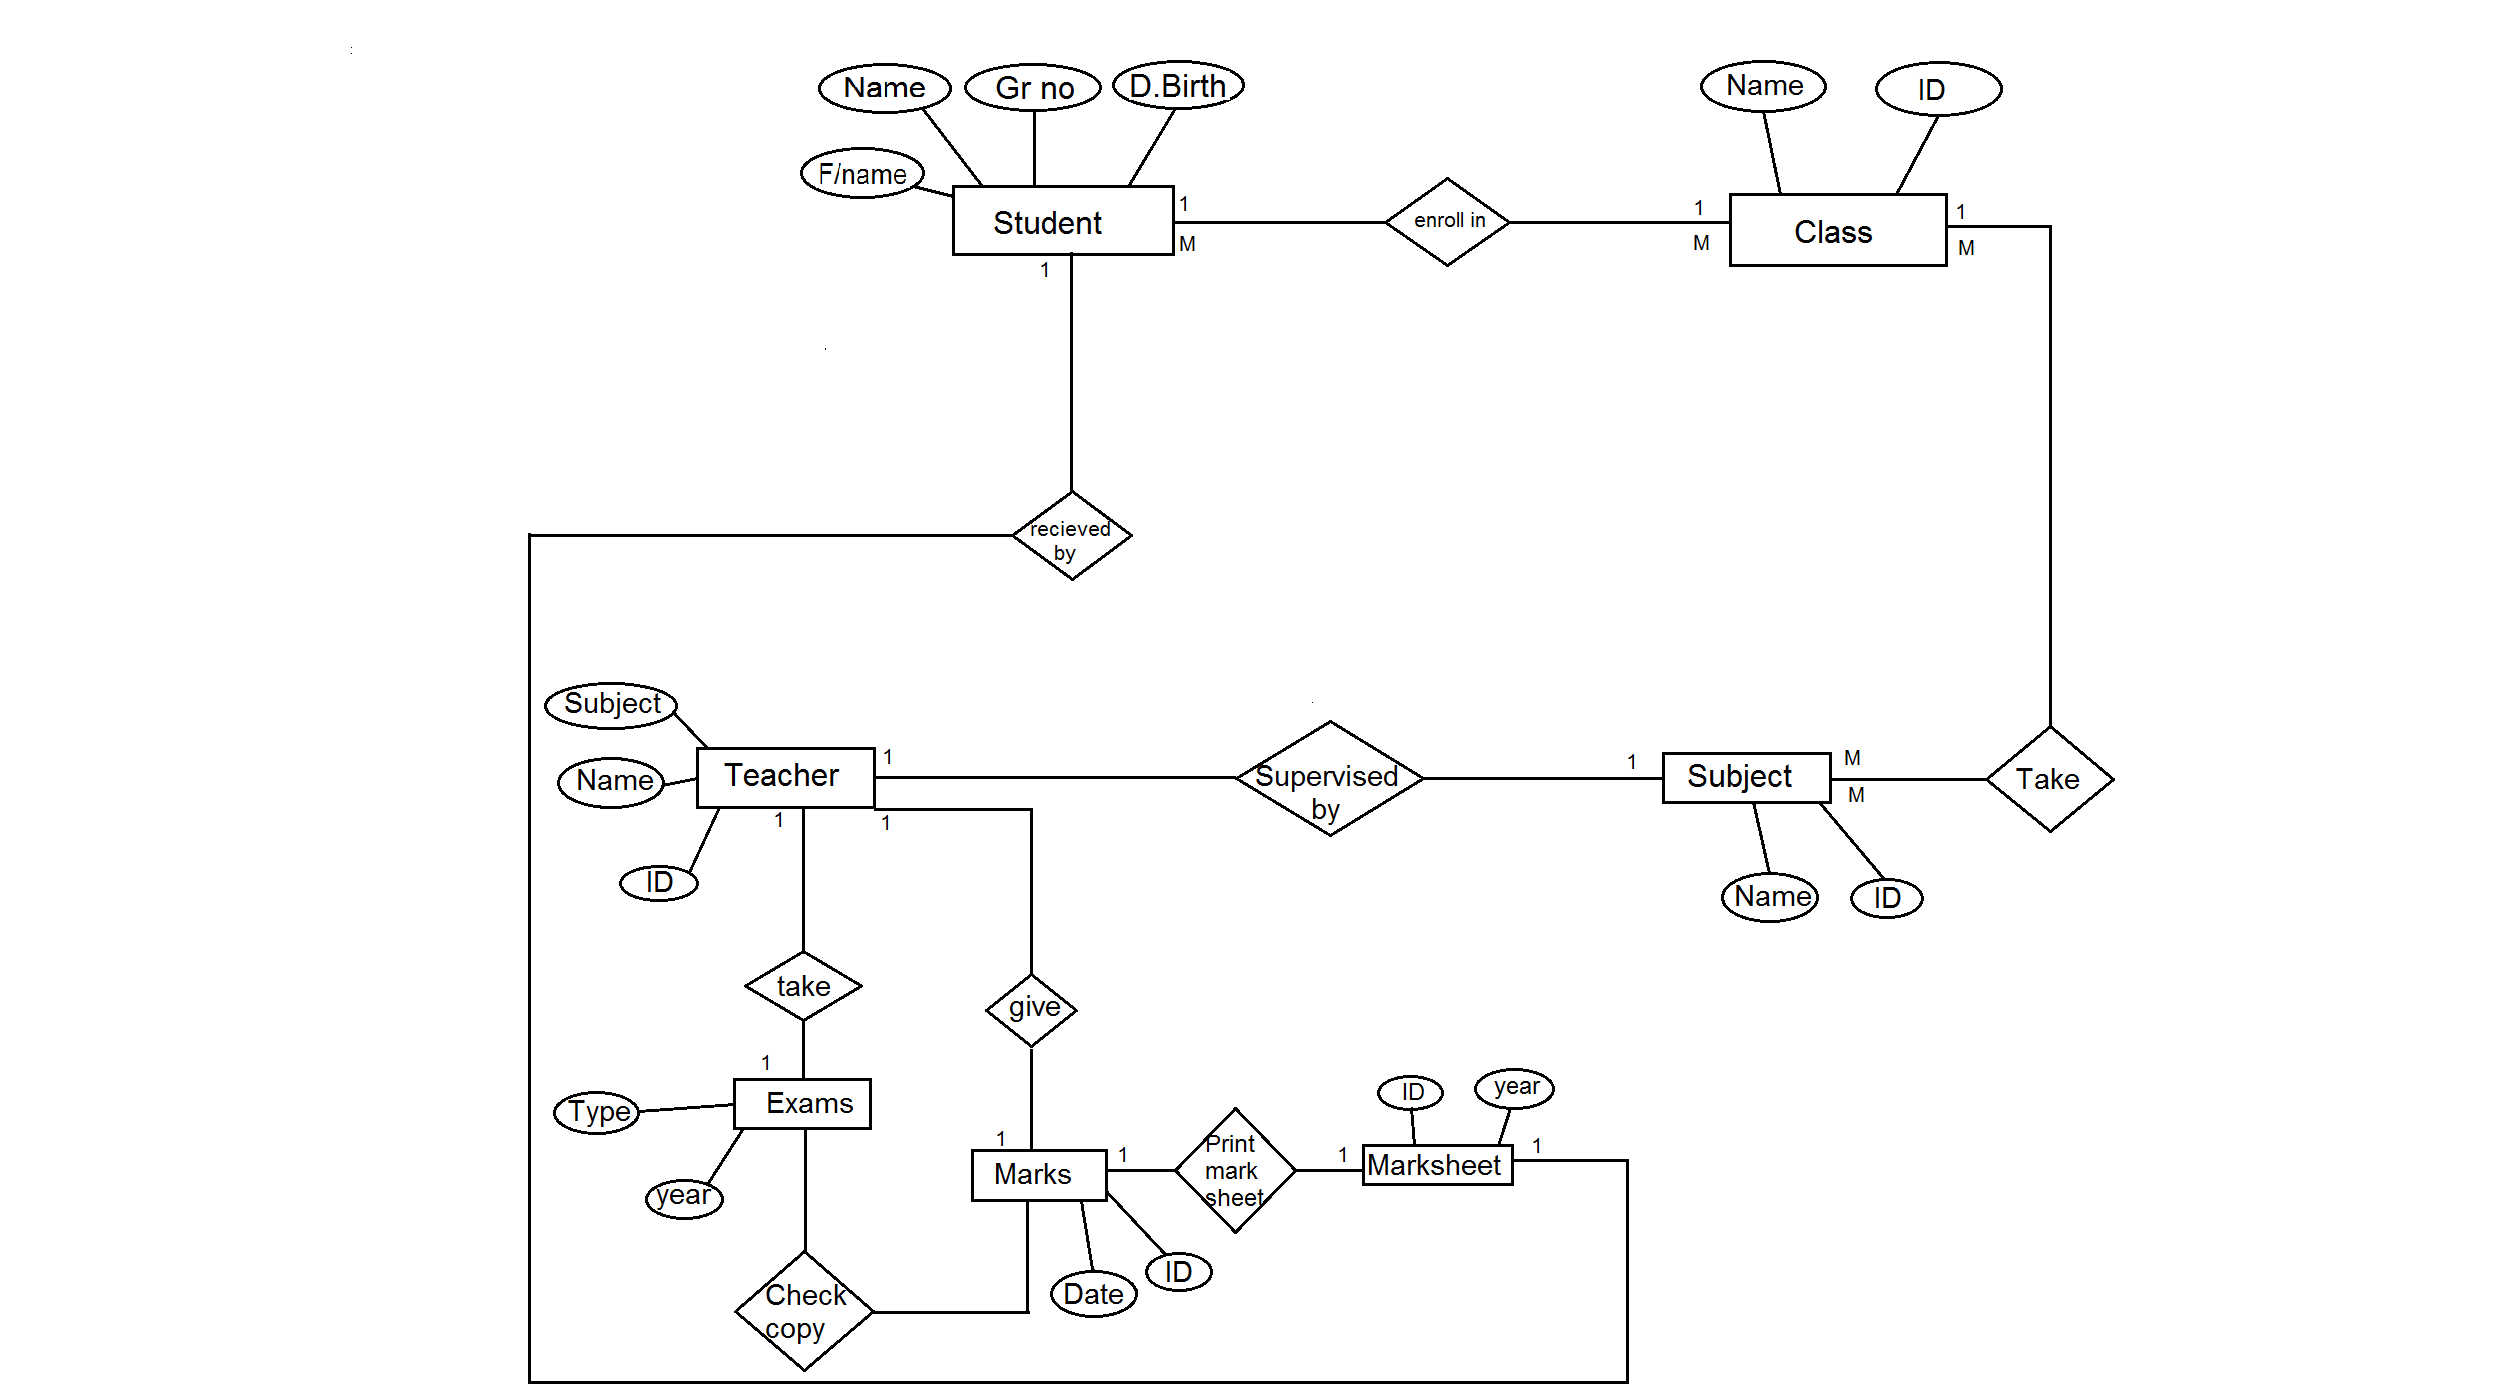 Name
Gr no
D.Birth
F/name
Student
1
M
1
enroll in
Name
ID
1
M
Class
1
M
recieved
by
Subject
Name
ID
Teacher
1
1
1
Supervised
by
1
Subject
M
M
Take
Name
ID
take
give
1
Exams
Type
year
Check
copy
1
Marks
1
Date
ID
Print
mark
sheet
1
Marksheet
ID
year
1